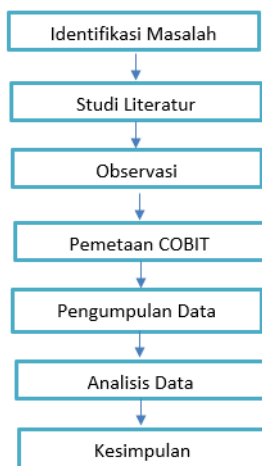 Identifikasi Masalah
Studi Literatur
Observasi
Pemetaan COBIT
Pengumpulan Data
Analisis Data
Kesimpulan